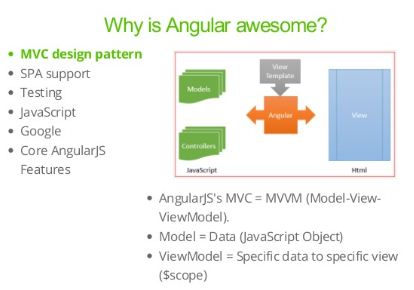 Why is Angular awesome?
• MVC design pattern
• SPA support
• Testing
• JavaScript
• Google
• Core AngularJS
Features
View
Template
Models
Angular
View
Controllers
JavaScript
Html
• AngularJS's MVC = MVVM (Model-View-
ViewModel).
• Model = Data (JavaScript Object)
• ViewModel = Specific data to specific view
($scope)